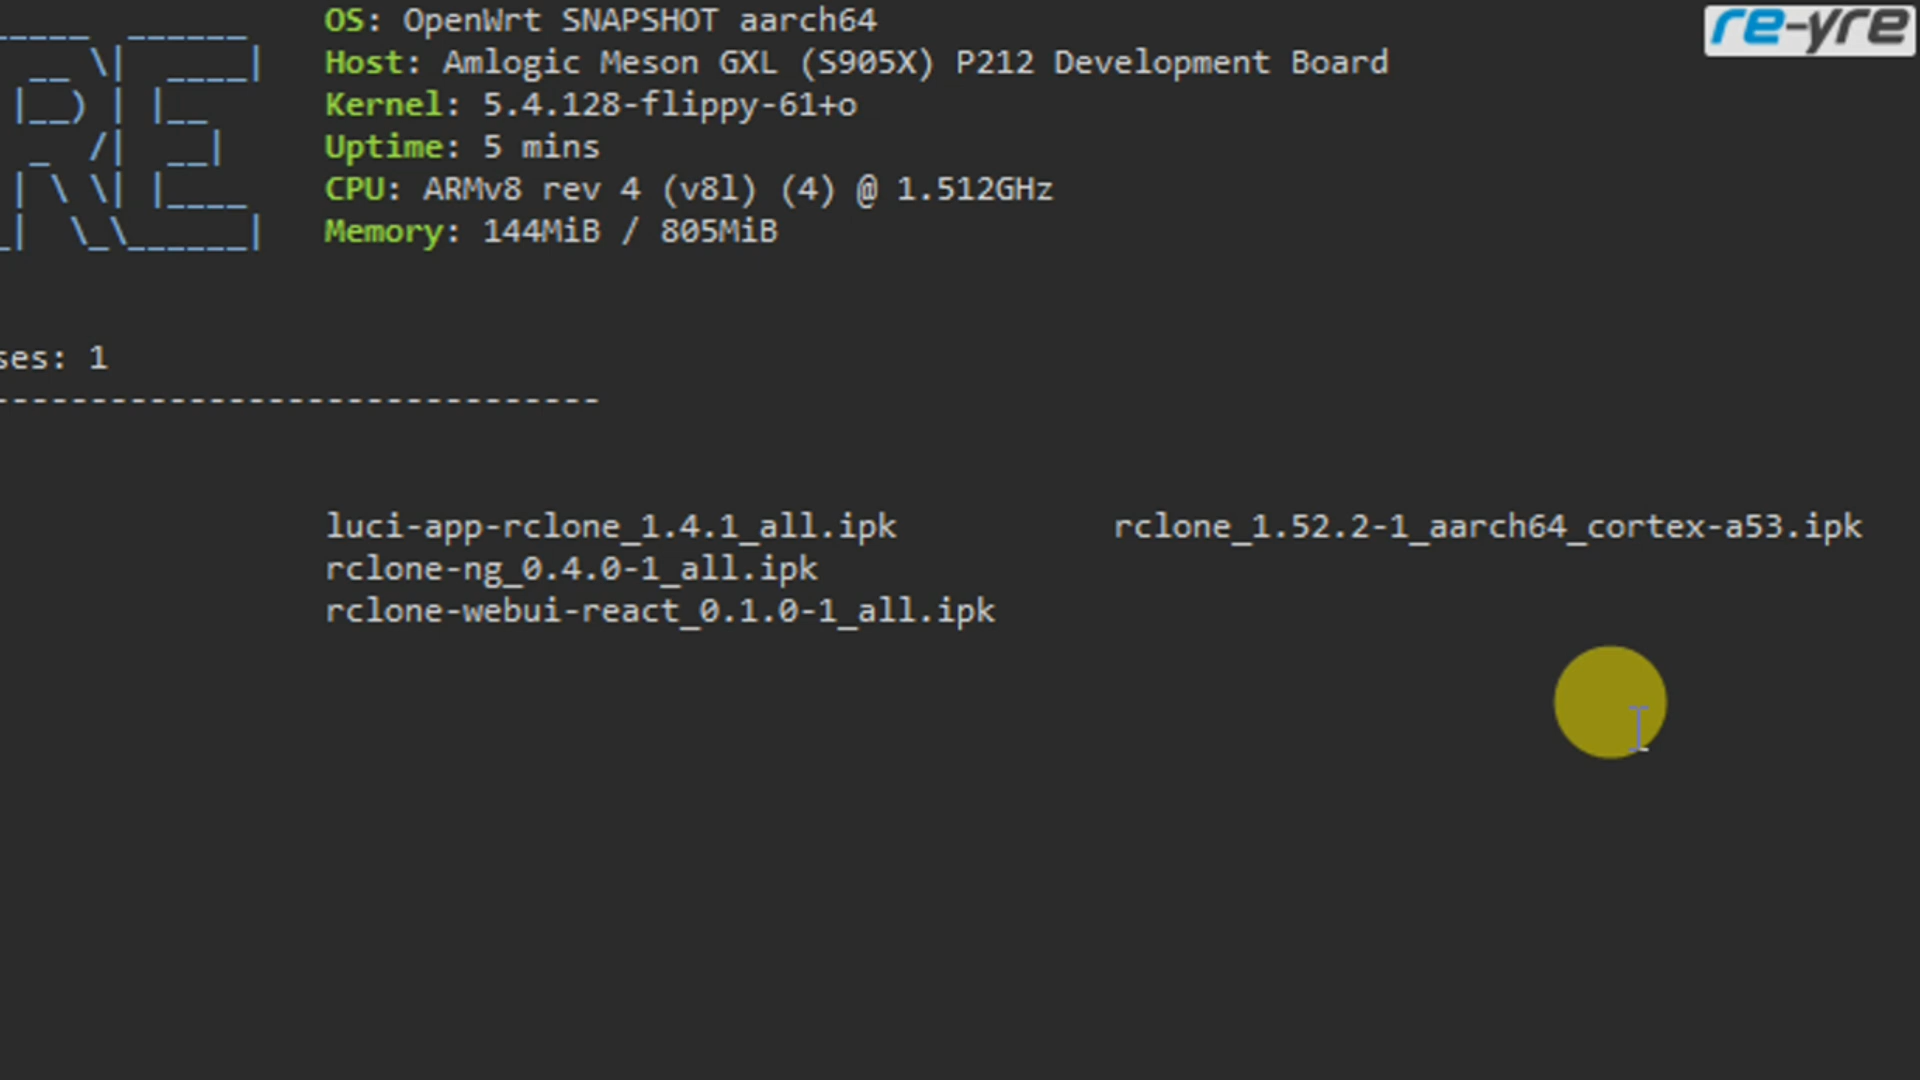 OS: OpenWrt SNAPSHOT aarch64
re-yre
Host: Amlogic Meson GXL (S905X) P212 Development Board
Kernel: 5.4.128-flippy-61+o
Uptime: 5 mins
CPU: ARMv8 rev 4 (v8l) (4) @ 1.512GHz
Memory: 144MiB / 805MiB
ses: 1
-------------------------------
luci-app-rclone_1.4.1_all.ipk rclone_1.52.2-1_aarch64_cortex-a53.ipk
rclone-ng_0.4.0-1_all.ipk
rclone-webui-react_0.1.0-1_all.ipk